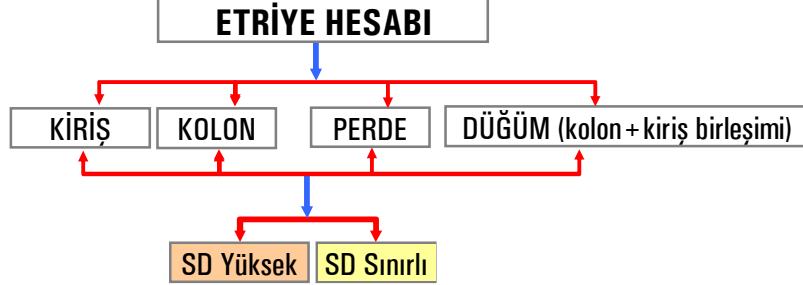 ETRİYE HESABI
KİRİŞ
KOLON
PERDE
DÜĞÜM (kolon+kiriş birleşimi)
SD Yüksek
SD Sınırlı